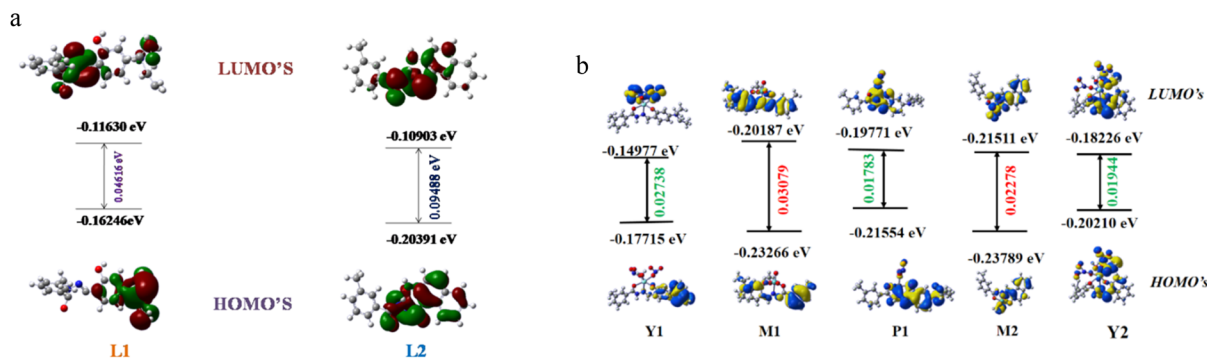 a
LUMO'S
-0.11630 eV
-0.10903 eV
0.04616 eV
0.09488 eV
-0.16246eV
-0.20391 eV
HOMO'S
L1
L2
b
LUMO's
-0.14977 eV
-0.20187 eV
-0.19771 eV
-0.21511 eV
-0.18226 eV
0.02738
0.03079
0.01783
0.02278
0.01944
-0.17715 eV
-0.23266 eV
-0.21554 eV
-0.23789 eV
-0.20210 eV
HOMO's
Y1
M1
P1
M2
Y2